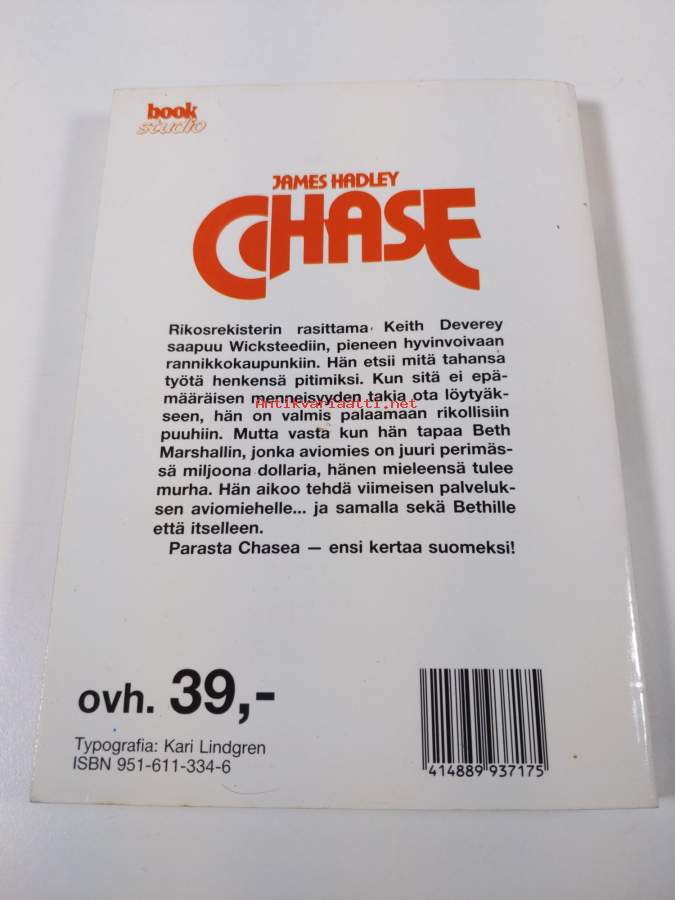 book
studio
JAMES HADLEY
CHASE
Rikosrekisterin rasittama Keith Deverey
saapuu Wicksteediin, pieneen hyvinvoivaan
rannikkokaupunkiin. Hän etsii mitä tahansa
työtä henkensä pitimiksi. Kun sitä ei epä-
määräisen menneisyyden takia ota löytyäk-
Antikvariaatti.net
seen, hän on valmis palaamaan rikollisiin
puuhiin. Mutta vasta kun hän tapaa Beth
Marshallin, jonka aviomies on juuri perimäs-
sä miljoona dollaria, hänen mieleensä tulee
murha. Hän aikoo tehdä viimeisen palveluk-
sen aviomiehelle... ja samalla sekä Bethille
että itselleen.
Parasta Chasea — ensi kertaa suomeksi!
ovh. 39,-
Typografia: Kari Lindgren
ISBN 951-611-334-6
414889 937175